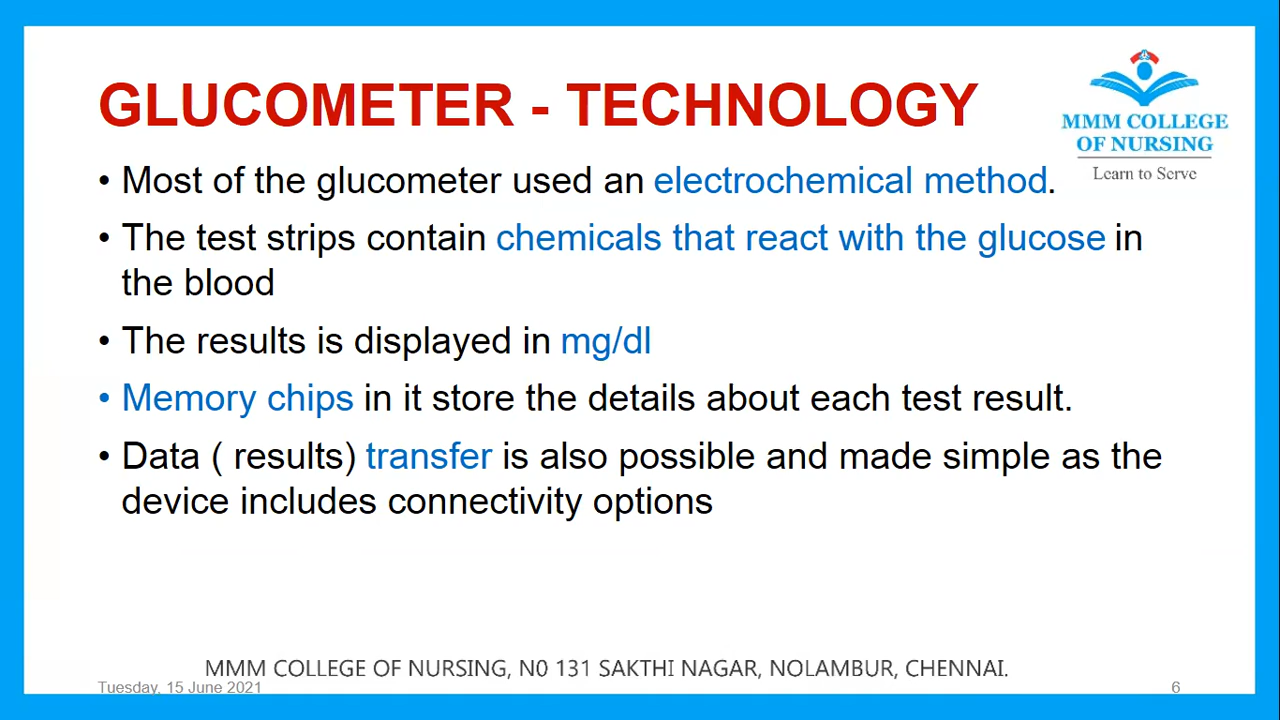 GLUCOMETER - TECHNOLOGY
MMM COLLEGE
OF NURSING
Learn to Serve
• Most of the glucometer used an electrochemical method.
• The test strips contain chemicals that react with the glucose in
the blood
• The results is displayed in mg/dl
• Memory chips in it store the details about each test result.
• Data ( results) transfer is also possible and made simple as the
device includes connectivity options
MMM COLLEGE OF NURSING, N0 131 SAKTHI NAGAR, NOLAMBUR, CHENNAI.
Tuesday, 15 June 2021
6